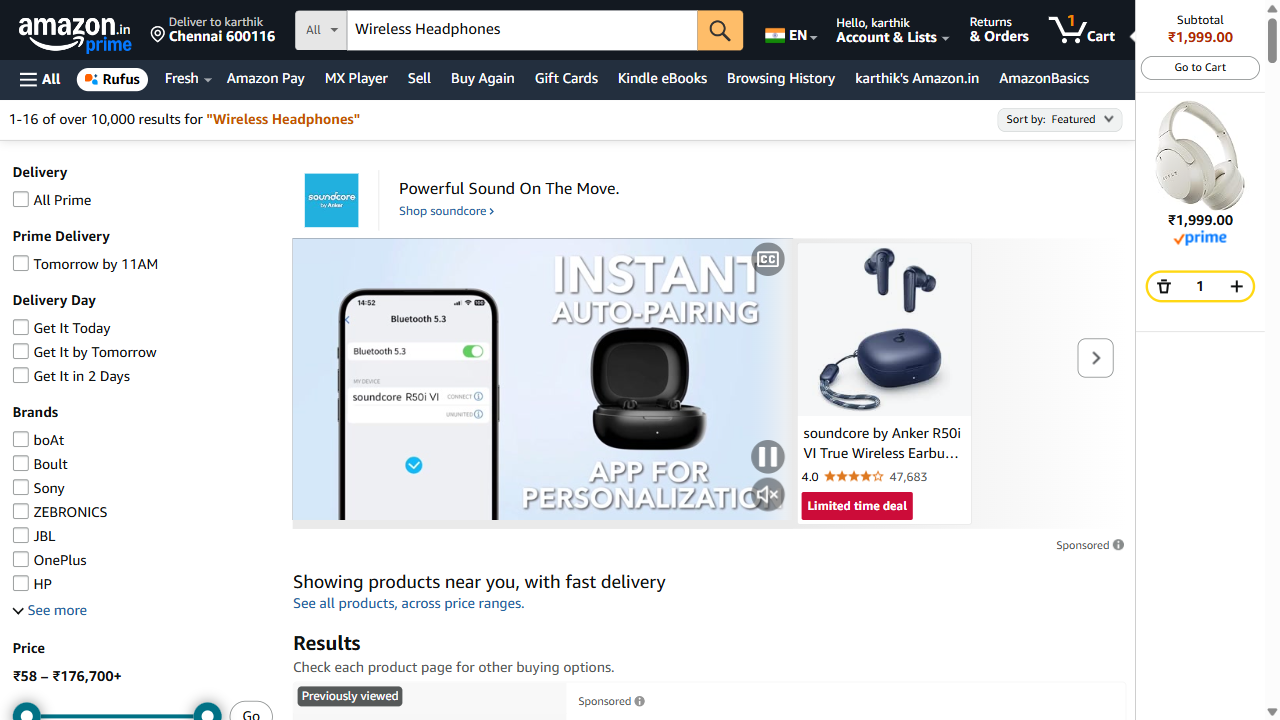 amazon.in
prime
Deliver to karthik
Chennai 600116
All
Wireless Headphones
EN
Hello, karthik
Account & Lists
Returns
& Orders
1
Cart
Subtotal
₹1,999.00
Go to Cart
All
Rufus
Fresh
Amazon Pay
MX Player
Sell
Buy Again
Gift Cards
Kindle eBooks
Browsing History
karthik's Amazon.in
AmazonBasics
1-16 of over 10,000 results for "Wireless Headphones"
Sort by: Featured
₹1,999.00
prime
1
Delivery
All Prime
Prime Delivery
Tomorrow by 11AM
Delivery Day
Get It Today
Get It by Tomorrow
Get It in 2 Days
Brands
boAt
Boult
Sony
ZEBRONICS
JBL
OnePlus
HP
See more
Price
₹58 – ₹176,700+
Go
soundcore
by Anker
Powerful Sound On The Move.
Shop soundcore
INSTANT
AUTO-PAIRING
CC
14:52
Bluetooth 5.3
Bluetooth 5.3
MY DEVICE
soundcore R50i VI
CONNECT
UNUNITED
APP FOR
PERSONALIZATIO
soundcore by Anker R50i
VI True Wireless Earbu…
4.0
47,683
Limited time deal
Sponsored
Showing products near you, with fast delivery
See all products, across price ranges.
Results
Check each product page for other buying options.
Previously viewed
Sponsored